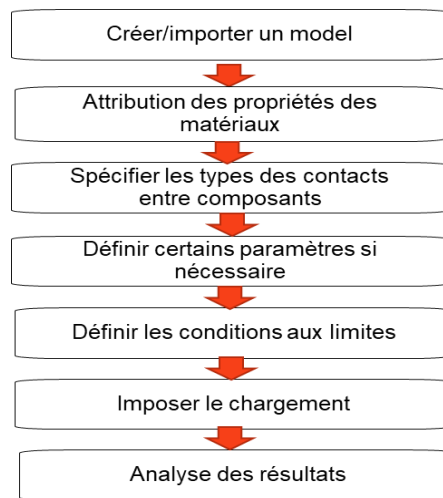 Créer/importer un model
Attribution des propriétés des
matériaux
Spécifier les types des contacts
entre composants
Définir certains paramètres si
nécessaire
Définir les conditions aux limites
Imposer le chargement
Analyse des résultats